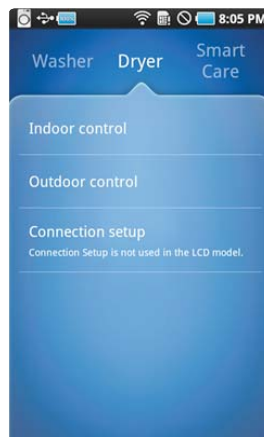 8:05 PM
Washer
Dryer
Smart
Care
Indoor control
Outdoor control
Connection setup
Connection Setup is not used in the LCD model.